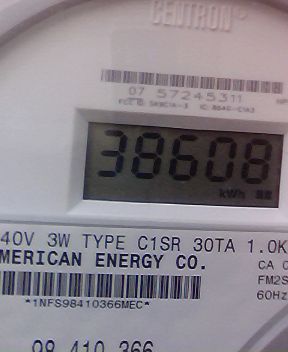 CENTRON
07 57245311
38608
kWh
40V 3W TYPE C1SR 30TA 1.0K
MERICAN ENERGY CO.
CA 0
FM2S
60Hz
*1NFS98410366MEC*
98 410 366